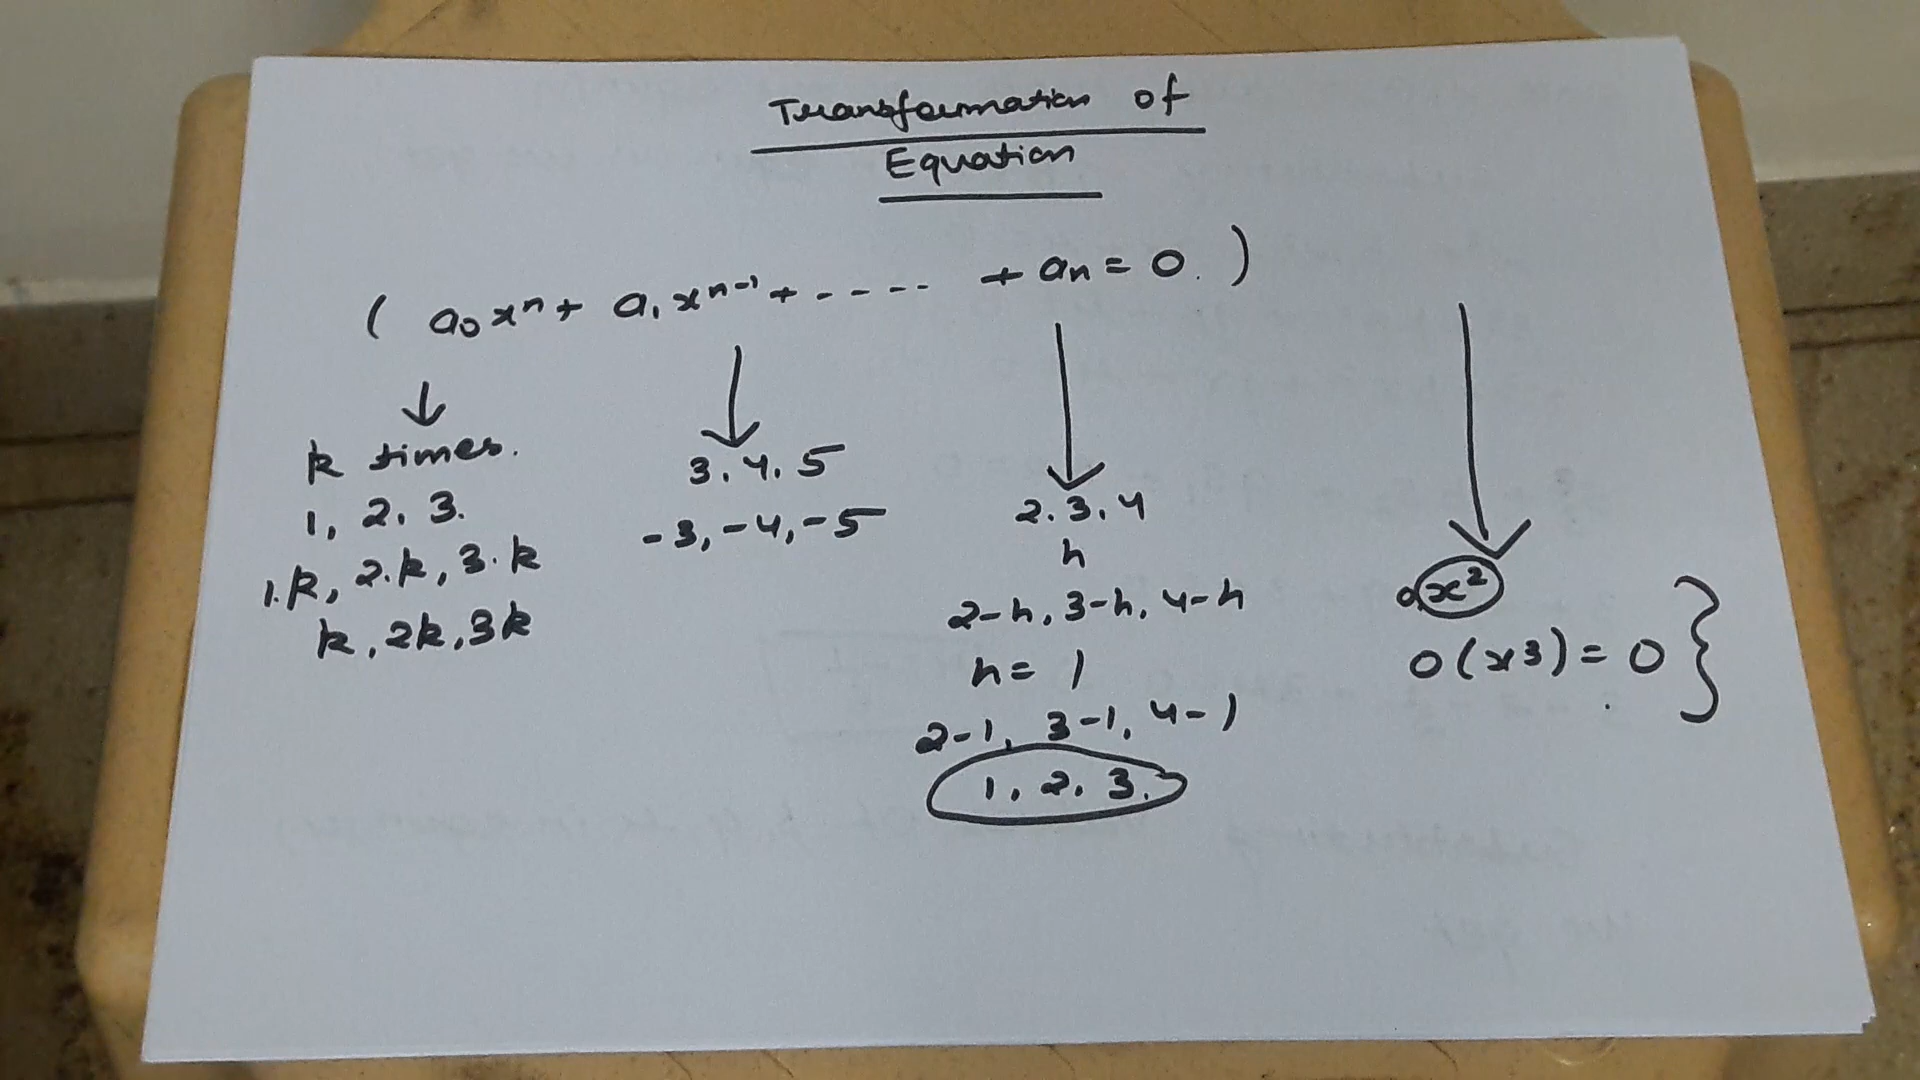 Transformation of
Equation
( a₀xⁿ + a₁xⁿ⁻¹ + - - - - + aₙ = 0. )
↓
k times.
1, 2, 3.
1.k, 2.k, 3.k
k, 2k, 3k
↓
3, 4, 5
-3, -4, -5
↓
2, 3, 4
h
2-h, 3-h, 4-h
h = 1
2-1, 3-1, 4-1
1, 2, 3.
↓
0.x²
0(x3) = 0 }